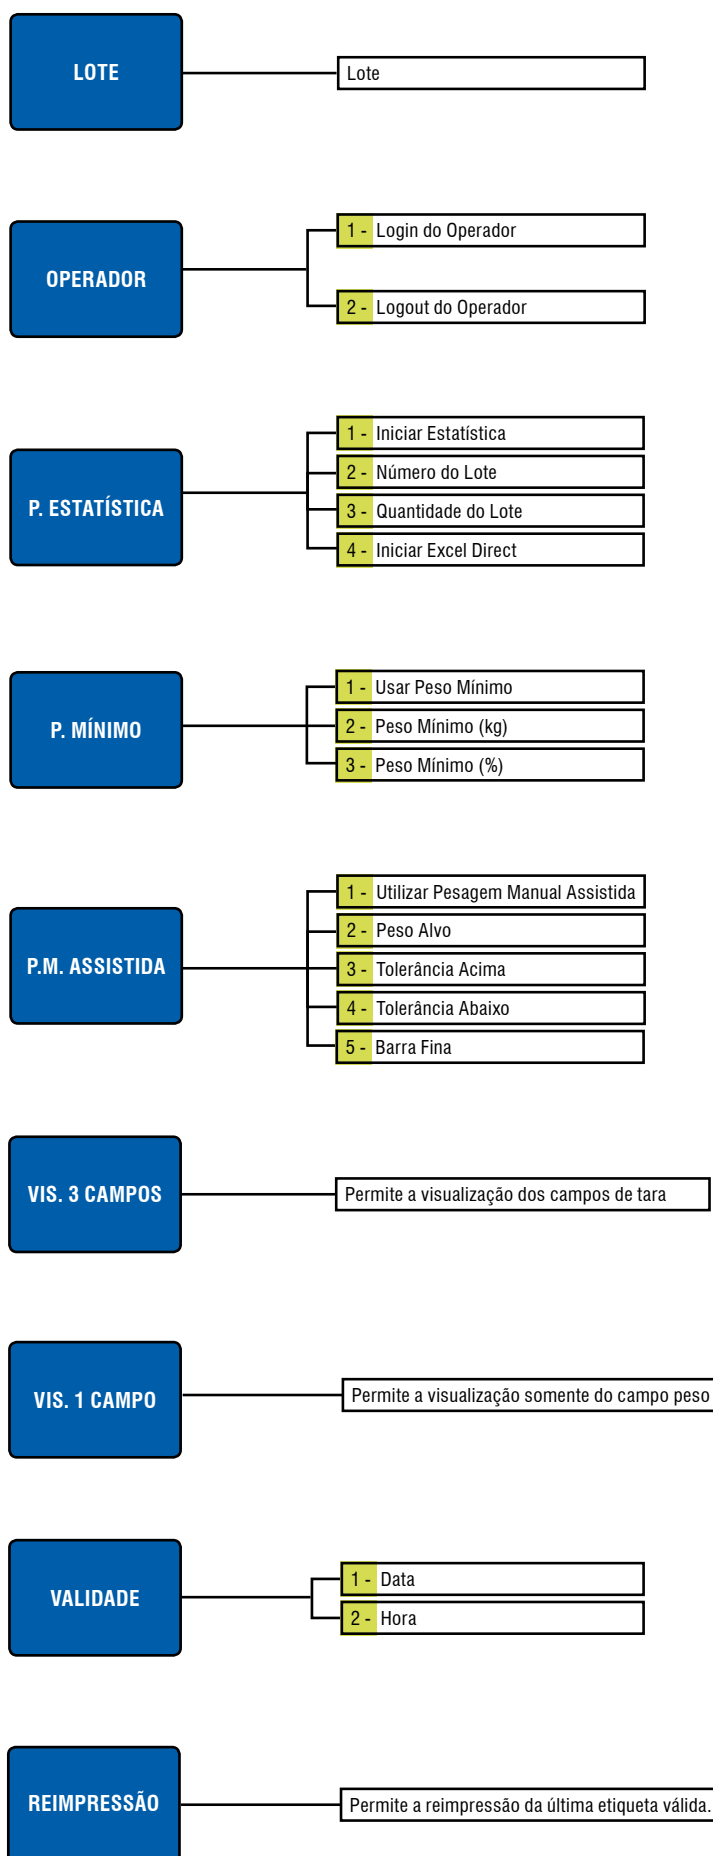 LOTE
Lote
OPERADOR
1 - Login do Operador
2 - Logout do Operador
P. ESTATÍSTICA
1 - Iniciar Estatística
2 - Número do Lote
3 - Quantidade do Lote
4 - Iniciar Excel Direct
P. MÍNIMO
1 - Usar Peso Mínimo
2 - Peso Mínimo (kg)
3 - Peso Mínimo (%)
P.M. ASSISTIDA
1 - Utilizar Pesagem Manual Assistida
2 - Peso Alvo
3 - Tolerância Acima
4 - Tolerância Abaixo
5 - Barra Fina
VIS. 3 CAMPOS
Permite a visualização dos campos de tara
VIS. 1 CAMPO
Permite a visualização somente do campo peso
VALIDADE
1 - Data
2 - Hora
REIMPRESSÃO
Permite a reimpressão da última etiqueta válida.